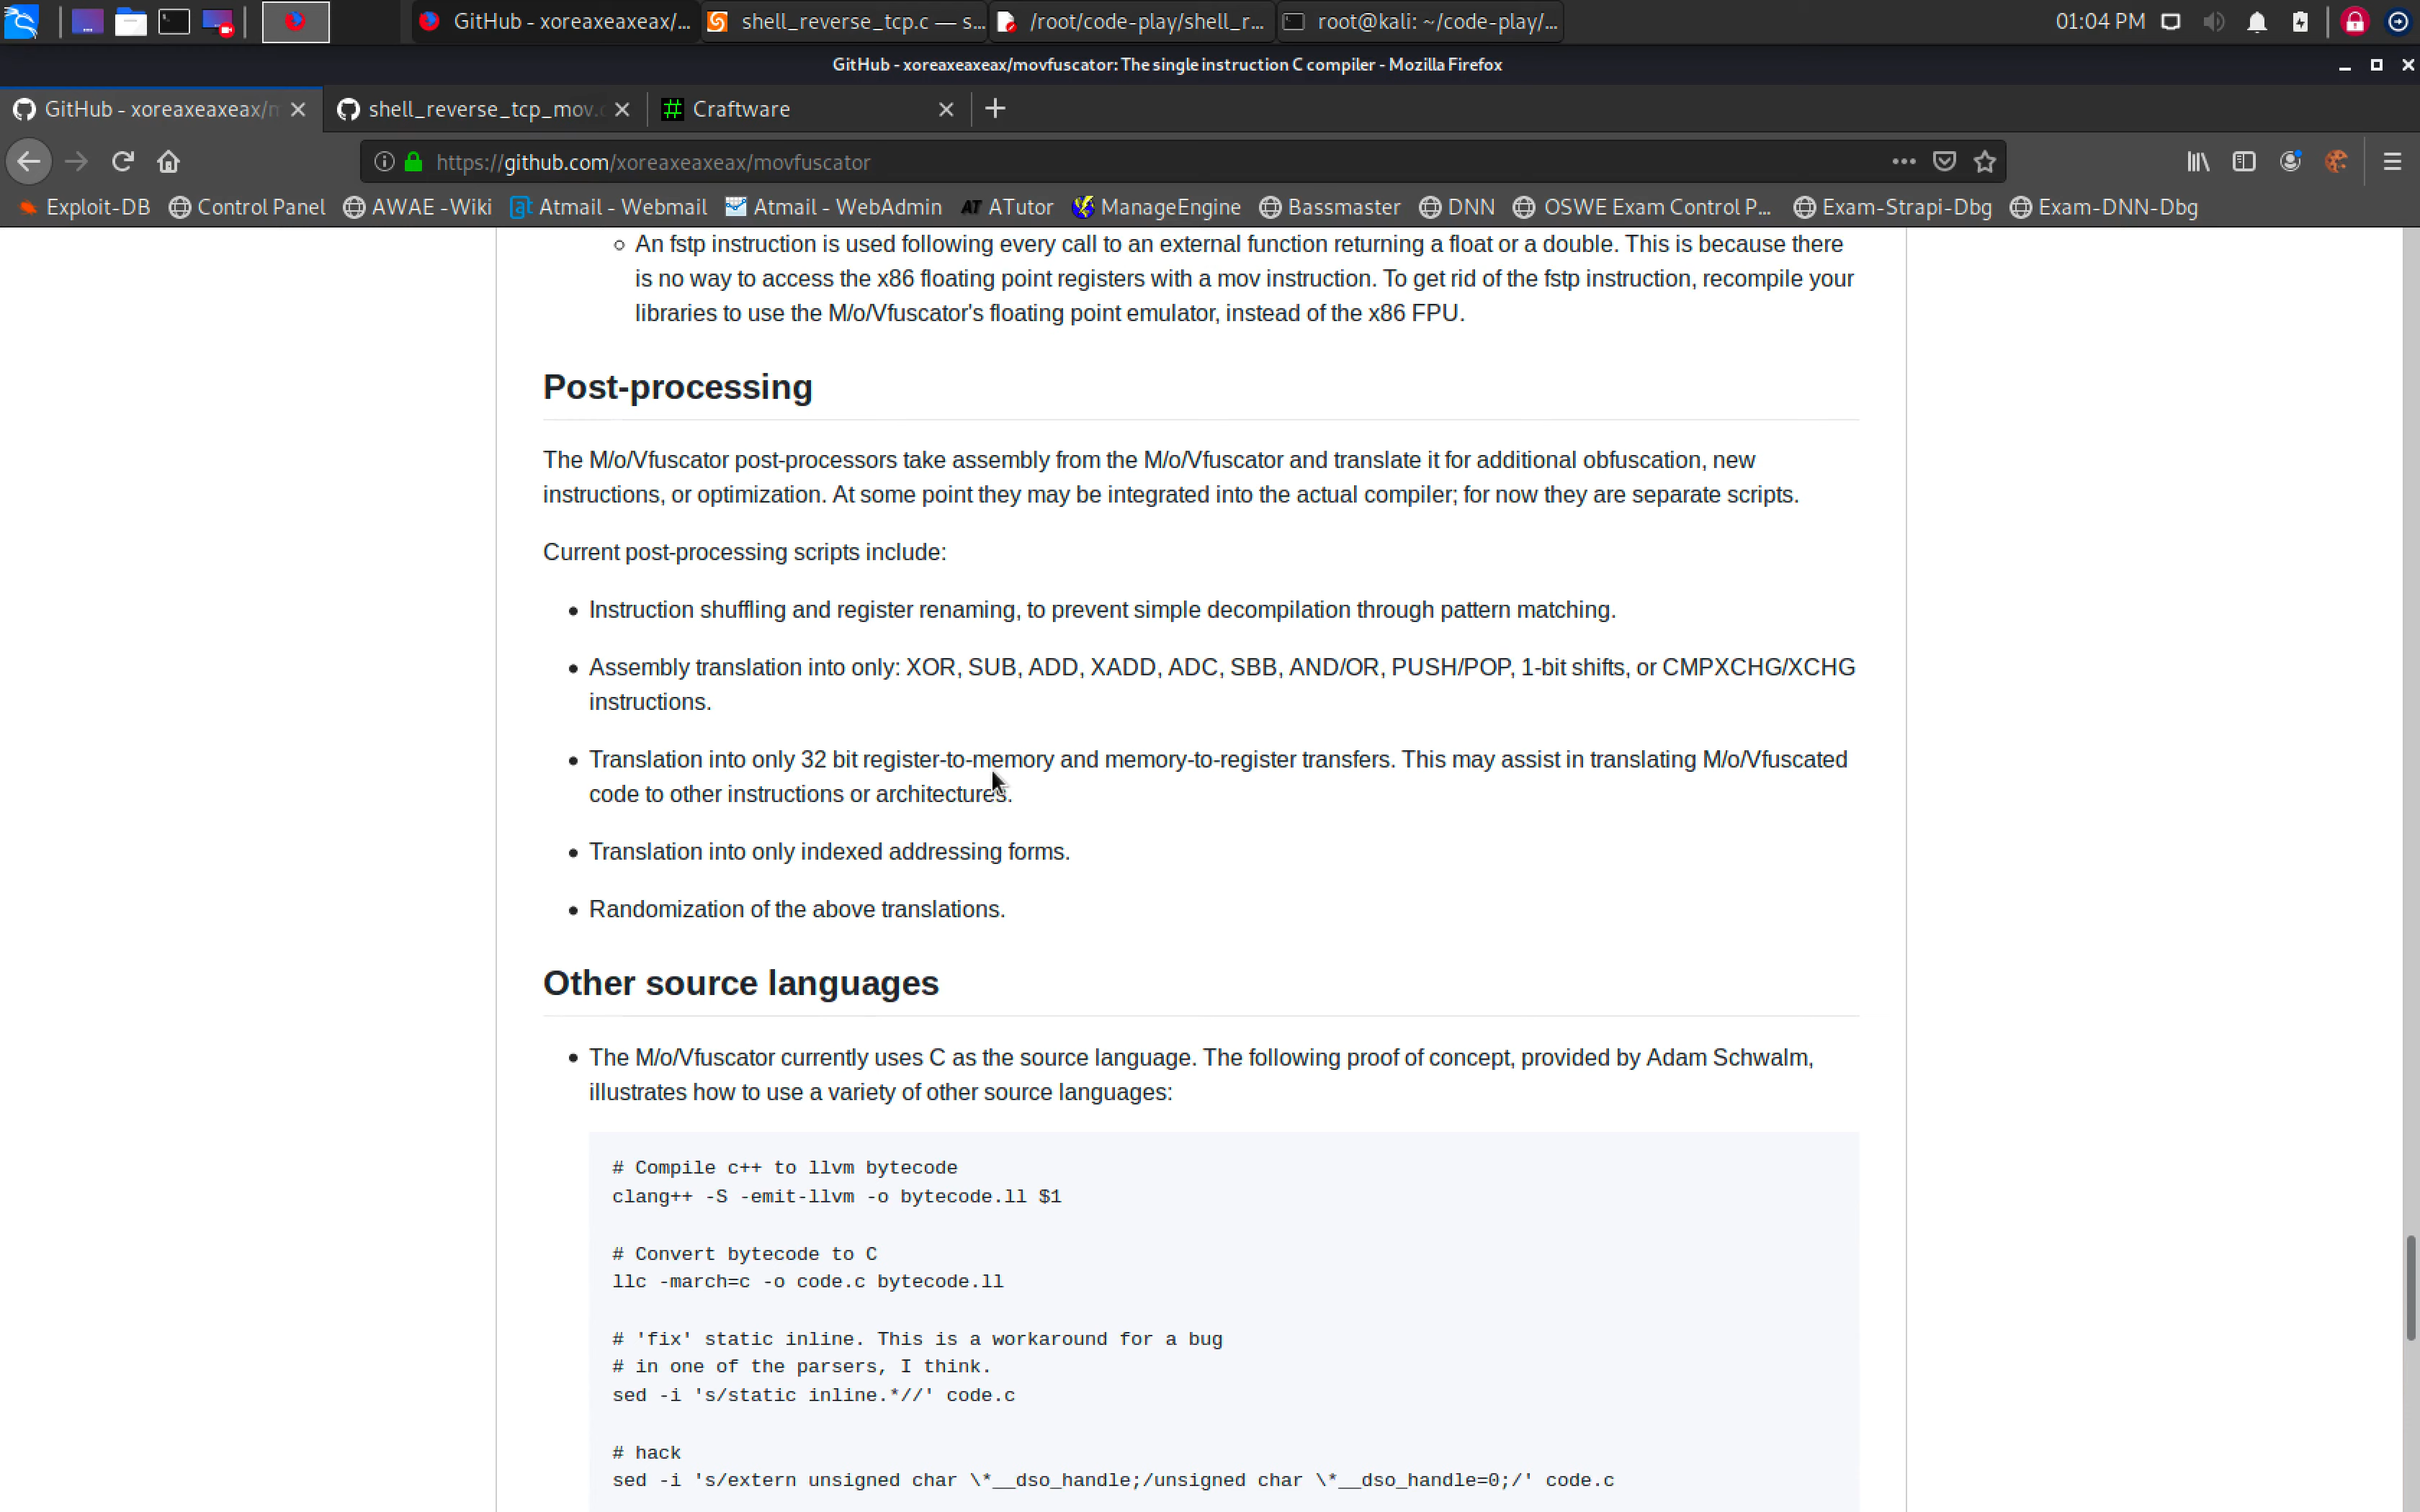 GitHub - xoreaxeaxeax/...
shell_reverse_tcp.c — s...
/root/code-play/shell_r...
root@kali: ~/code-play/...
01:04 PM
GitHub - xoreaxeaxeax/movfuscator: The single instruction C compiler - Mozilla Firefox
GitHub - xoreaxeaxeax/m
shell_reverse_tcp_mov.c
Craftware
https://github.com/xoreaxeaxeax/movfuscator
Exploit-DB
Control Panel
AWAE -Wiki
Atmail - Webmail
Atmail - WebAdmin
AT ATutor
ManageEngine
Bassmaster
DNN
OSWE Exam Control P...
Exam-Strapi-Dbg
Exam-DNN-Dbg
An fstp instruction is used following every call to an external function returning a float or a double. This is because there
is no way to access the x86 floating point registers with a mov instruction. To get rid of the fstp instruction, recompile your
libraries to use the M/o/Vfuscator's floating point emulator, instead of the x86 FPU.
Post-processing
The M/o/Vfuscator post-processors take assembly from the M/o/Vfuscator and translate it for additional obfuscation, new
instructions, or optimization. At some point they may be integrated into the actual compiler; for now they are separate scripts.
Current post-processing scripts include:
Instruction shuffling and register renaming, to prevent simple decompilation through pattern matching.
Assembly translation into only: XOR, SUB, ADD, XADD, ADC, SBB, AND/OR, PUSH/POP, 1-bit shifts, or CMPXCHG/XCHG
instructions.
Translation into only 32 bit register-to-memory and memory-to-register transfers. This may assist in translating M/o/Vfuscated
code to other instructions or architectures.
Translation into only indexed addressing forms.
Randomization of the above translations.
Other source languages
The M/o/Vfuscator currently uses C as the source language. The following proof of concept, provided by Adam Schwalm,
illustrates how to use a variety of other source languages:
# Compile c++ to llvm bytecode
clang++ -S -emit-llvm -o bytecode.ll $1
# Convert bytecode to C
llc -march=c -o code.c bytecode.ll
# 'fix' static inline. This is a workaround for a bug
# in one of the parsers, I think.
sed -i 's/static inline.*//' code.c
# hack
sed -i 's/extern unsigned char \*__dso_handle;/unsigned char \*__dso_handle=0;/' code.c